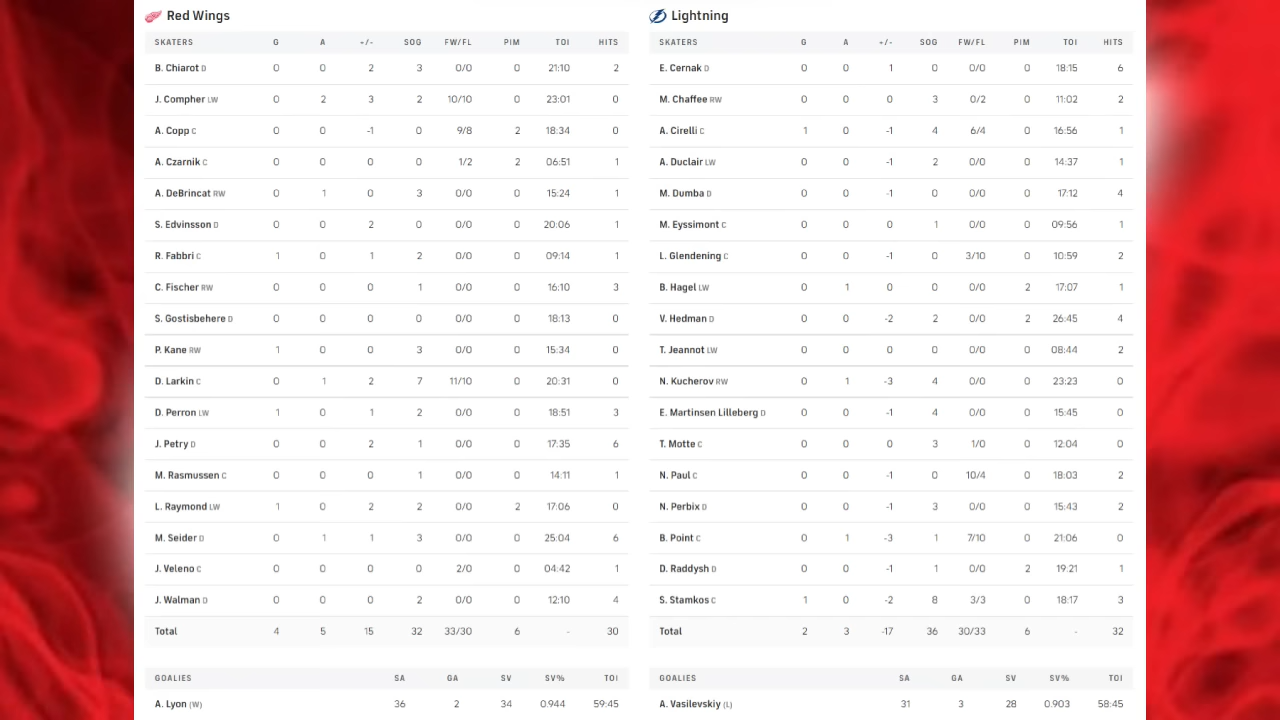 Red Wings
SKATERS G A +/- SOG FW/FL PIM TOI HITS
B. Chiarot D 0 0 2 3 0/0 0 21:10 2
J. Compher LW 0 2 3 2 10/10 0 23:01 0
A. Copp C 0 0 -1 0 9/8 2 18:34 0
A. Czarnik C 0 0 0 0 1/2 2 06:51 1
A. DeBrincat RW 0 1 0 3 0/0 0 15:24 1
S. Edvinsson D 0 0 2 0 0/0 0 20:06 1
R. Fabbri C 1 0 1 2 0/0 0 09:14 1
C. Fischer RW 0 0 0 1 0/0 0 16:10 3
S. Gostisbehere D 0 0 0 0 0/0 0 18:13 0
P. Kane RW 1 0 0 3 0/0 0 15:34 0
D. Larkin C 0 1 2 7 11/10 0 20:31 0
D. Perron LW 1 0 1 2 0/0 0 18:51 3
J. Petry D 0 0 2 1 0/0 0 17:35 6
M. Rasmussen C 0 0 0 1 0/0 0 14:11 1
L. Raymond LW 1 0 2 2 0/0 2 17:06 0
M. Seider D 0 1 1 3 0/0 0 25:04 6
J. Veleno C 0 0 0 0 2/0 0 04:42 1
J. Walman D 0 0 0 2 0/0 0 12:10 4
Total 4 5 15 32 33/30 6 - 30
GOALIES SA GA SV SV% TOI
A. Lyon (W) 36 2 34 0.944 59:45
Lightning
SKATERS G A +/- SOG FW/FL PIM TOI HITS
E. Cernak D 0 0 1 0 0/0 0 18:15 6
M. Chaffee RW 0 0 0 3 0/2 0 11:02 2
A. Cirelli C 1 0 -1 4 6/4 0 16:56 1
A. Duclair LW 0 0 -1 2 0/0 0 14:37 1
M. Dumba D 0 0 -1 0 0/0 0 17:12 4
M. Eyssimont C 0 0 0 1 0/0 0 09:56 1
L. Glendening C 0 0 -1 0 3/10 0 10:59 2
B. Hagel LW 0 1 0 0 0/0 2 17:07 1
V. Hedman D 0 0 -2 2 0/0 2 26:45 4
T. Jeannot LW 0 0 0 0 0/0 0 08:44 2
N. Kucherov RW 0 1 -3 4 0/0 0 23:23 0
E. Martinsen Lilleberg D 0 0 -1 4 0/0 0 15:45 0
T. Motte C 0 0 0 3 1/0 0 12:04 0
N. Paul C 0 0 -1 0 10/4 0 18:03 2
N. Perbix D 0 0 -1 3 0/0 0 15:43 2
B. Point C 0 1 -3 1 7/10 0 21:06 0
D. Raddysh D 0 0 -1 1 0/0 2 19:21 1
S. Stamkos C 1 0 -2 8 3/3 0 18:17 3
Total 2 3 -17 36 30/33 6 - 32
GOALIES SA GA SV SV% TOI
A. Vasilevskiy (L) 31 3 28 0.903 58:45